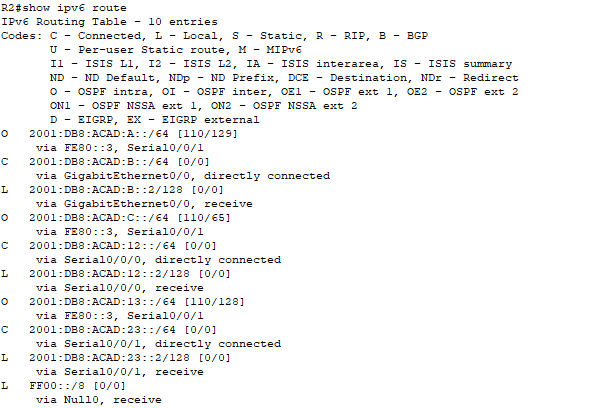 R2#show ipv6 route
IPv6 Routing Table - 10 entries
Codes: C - Connected, L - Local, S - Static, R - RIP, B - BGP
U - Per-user Static route, M - MIPv6
I1 - ISIS L1, I2 - ISIS L2, IA - ISIS interarea, IS - ISIS summary
ND - ND Default, NDp - ND Prefix, DCE - Destination, NDr - Redirect
O - OSPF intra, OI - OSPF inter, OE1 - OSPF ext 1, OE2 - OSPF ext 2
ON1 - OSPF NSSA ext 1, ON2 - OSPF NSSA ext 2
D - EIGRP, EX - EIGRP external
O 2001:DB8:ACAD:A::/64 [110/129]
via FE80::3, Serial0/0/1
C 2001:DB8:ACAD:B::/64 [0/0]
via GigabitEthernet0/0, directly connected
L 2001:DB8:ACAD:B::2/128 [0/0]
via GigabitEthernet0/0, receive
O 2001:DB8:ACAD:C::/64 [110/65]
via FE80::3, Serial0/0/1
C 2001:DB8:ACAD:12::/64 [0/0]
via Serial0/0/0, directly connected
L 2001:DB8:ACAD:12::2/128 [0/0]
via Serial0/0/0, receive
O 2001:DB8:ACAD:13::/64 [110/128]
via FE80::3, Serial0/0/1
C 2001:DB8:ACAD:23::/64 [0/0]
via Serial0/0/1, directly connected
L 2001:DB8:ACAD:23::2/128 [0/0]
via Serial0/0/1, receive
L FF00::/8 [0/0]
via Null0, receive